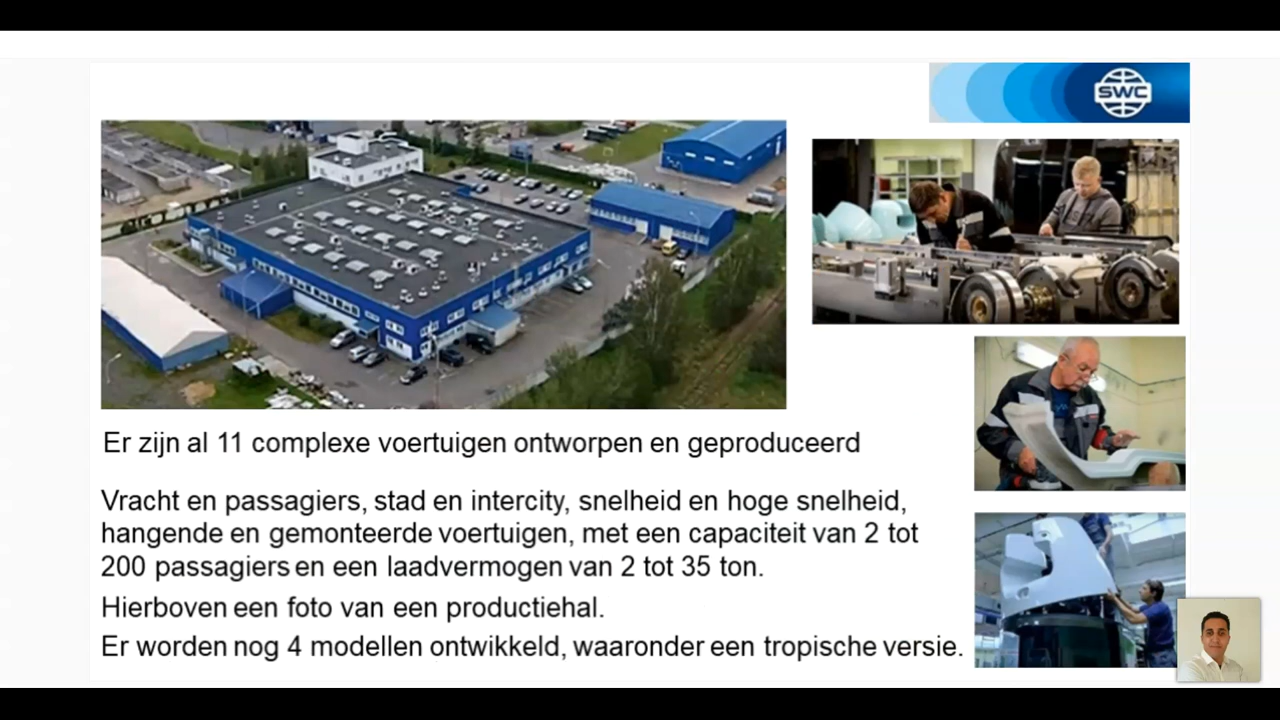 SWC
Er zijn al 11 complexe voertuigen ontworpen en geproduceerd
Vracht en passagiers, stad en intercity, snelheid en hoge snelheid,
hangende en gemonteerde voertuigen, met een capaciteit van 2 tot
200 passagiers en een laadvermogen van 2 tot 35 ton.
Hierboven een foto van een productiehal.
Er worden nog 4 modellen ontwikkeld, waaronder een tropische versie.